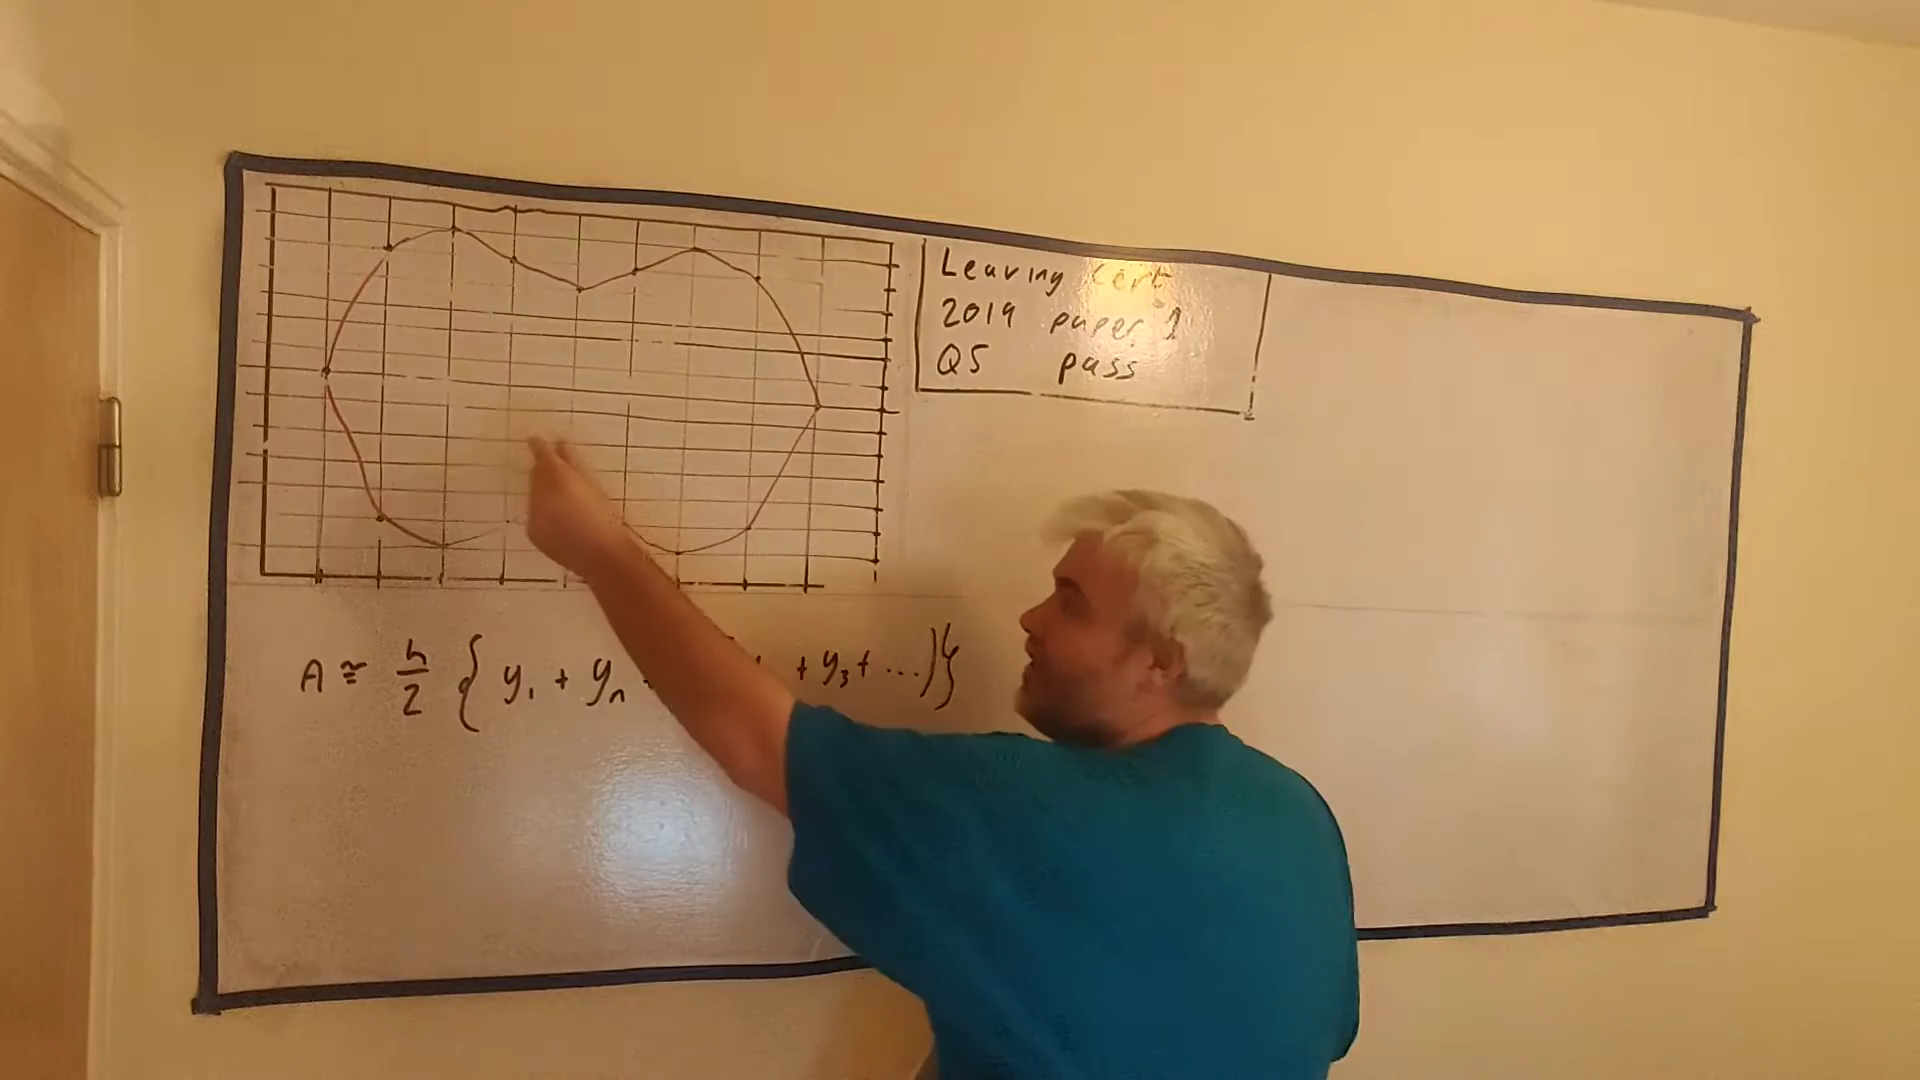 Leaving Cert
2019 paper 1
Q5 pass
A ≅ h/2 { y₁ + yₙ + y₃ + ...)}